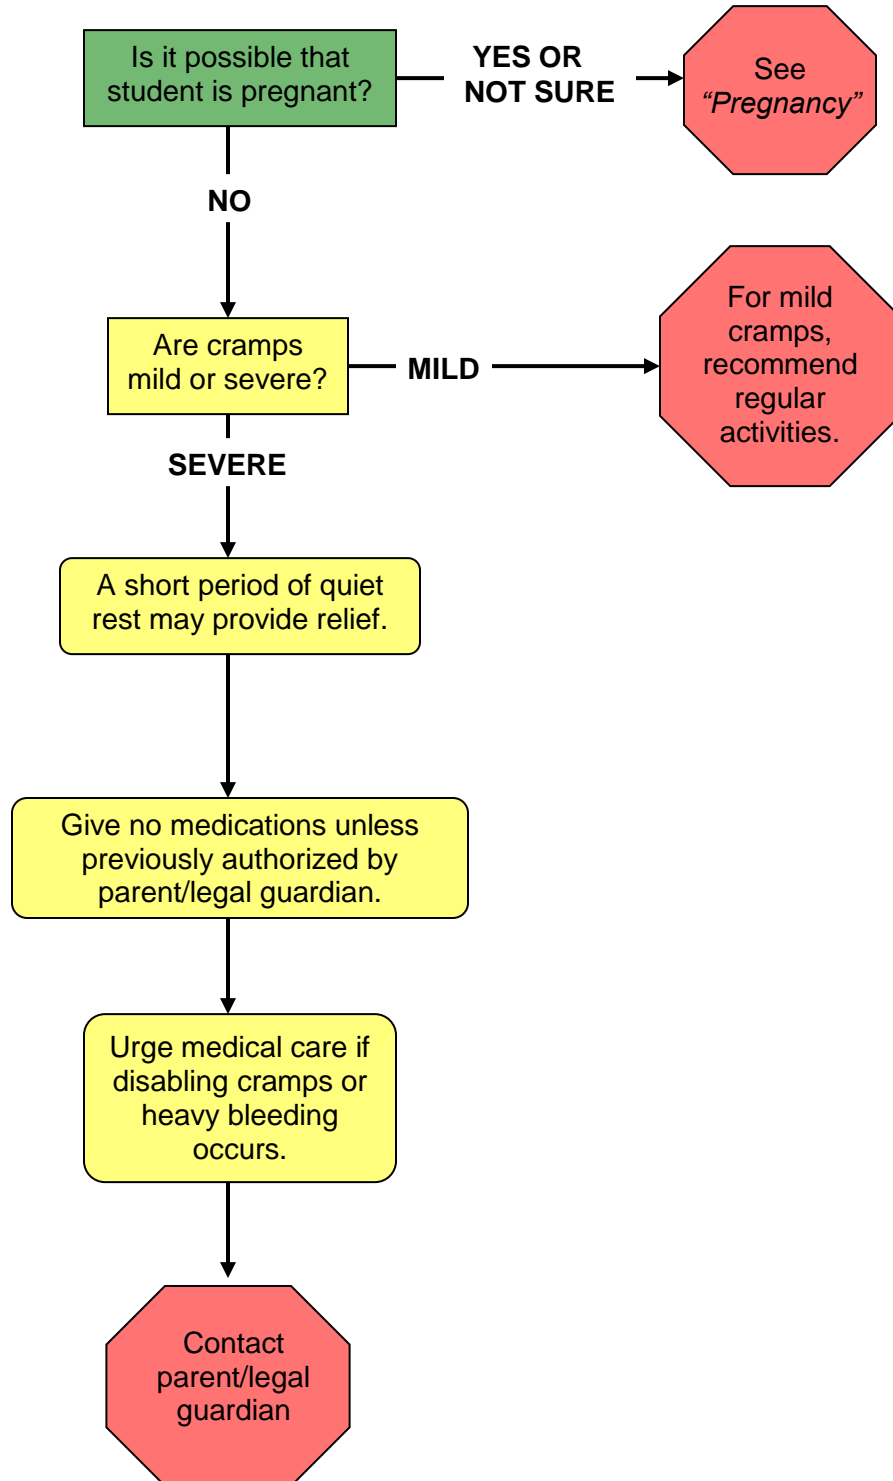 Is it possible that
student is pregnant?
YES OR
NOT SURE
See
“Pregnancy”
NO
Are cramps
mild or severe?
MILD
For mild
cramps,
recommend
regular
activities.
SEVERE
A short period of quiet
rest may provide relief.
Give no medications unless
previously authorized by
parent/legal guardian.
Urge medical care if
disabling cramps or
heavy bleeding
occurs.
Contact
parent/legal
guardian